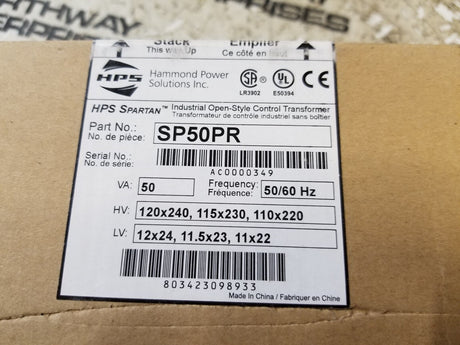 THWAY
ERPRISES
Stack
This way Up
Empiler
Ce côté en haut
HPS
Hammond Power
Solutions Inc.
LR3902
E50394
HPS SPARTAN™ Industrial Open-Style Control Transformer
Transformateur de contrôle industriel sans boîtier
Part No.:
No. de pièce:
SP50PR
Serial No.:
No. de série:
AC0000349
VA: 50
Frequency:
Fréquence:
50/60 Hz
HV: 120x240, 115x230, 110x220
LV: 12x24, 11.5x23, 11x22
803423098933
Made In China / Fabriquer en Chine